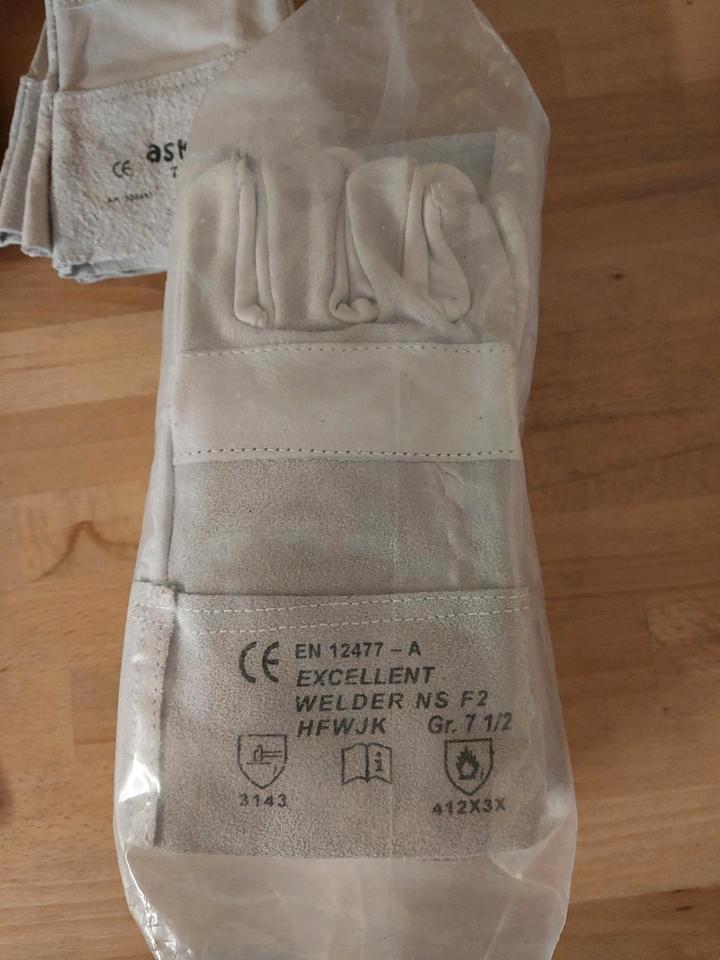 CE
EN 12477 – A
EXCELLENT
WELDER NS F2
HFWJK Gr. 7 1/2
i
3143
412X3X
CE